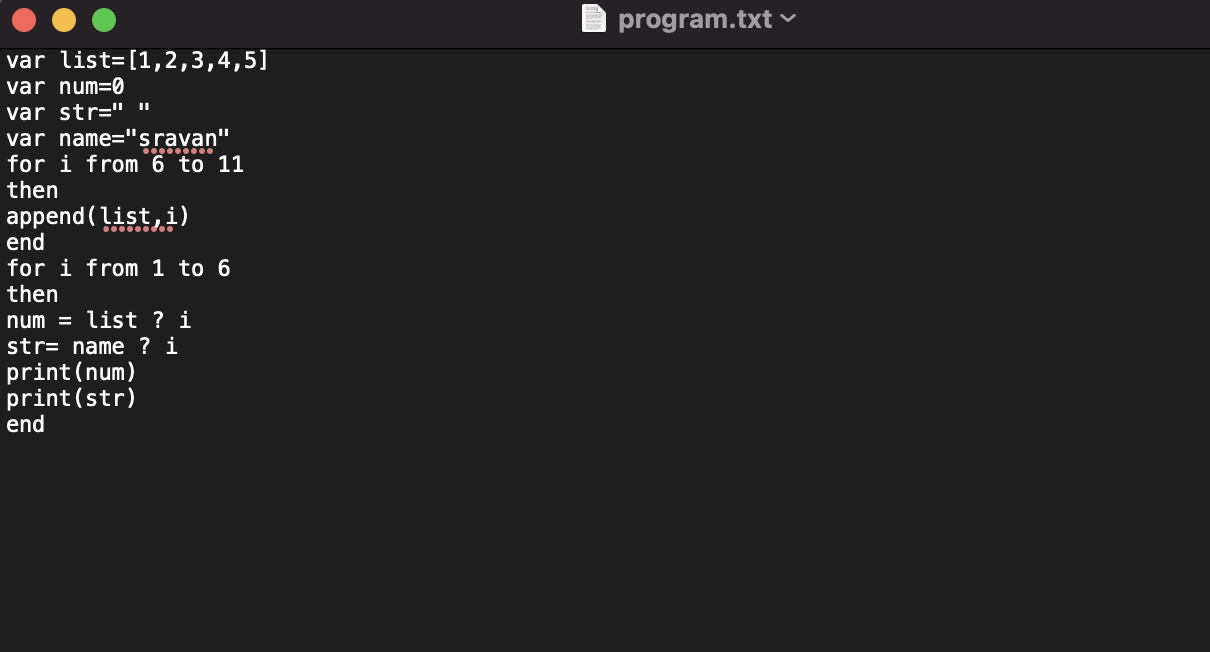 program.txt
var list=[1,2,3,4,5]
var num=0
var str=" "
var name="sravan"
for i from 6 to 11
then
append(list,i)
end
for i from 1 to 6
then
num = list ? i
str= name ? i
print(num)
print(str)
end